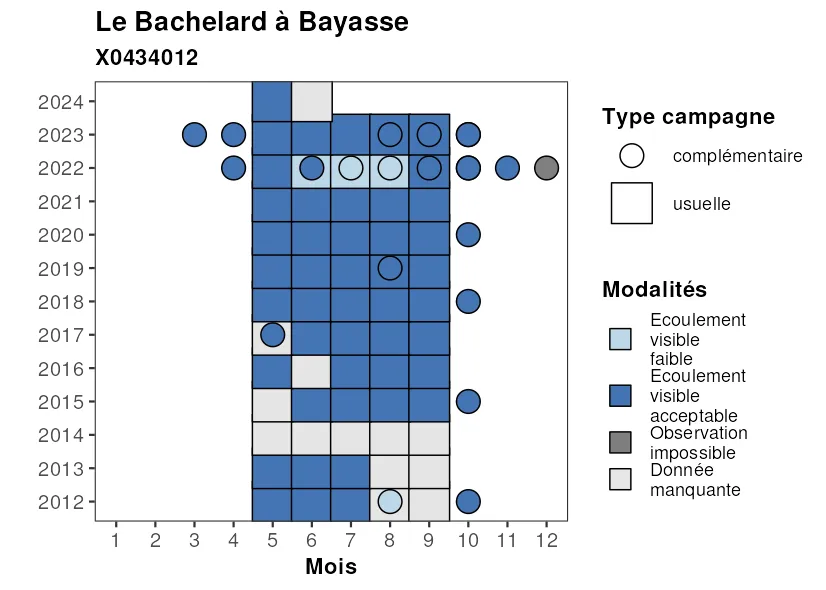 Le Bachelard à Bayasse
X0434012
2024
2023
2022
2021
2020
2019
2018
2017
2016
2015
2014
2013
2012
1 2 3 4 5 6 7 8 9 10 11 12
Mois
Type campagne
complémentaire
usuelle
Modalités
Ecoulement
visible
faible
Ecoulement
visible
acceptable
Observation
impossible
Donnée
manquante